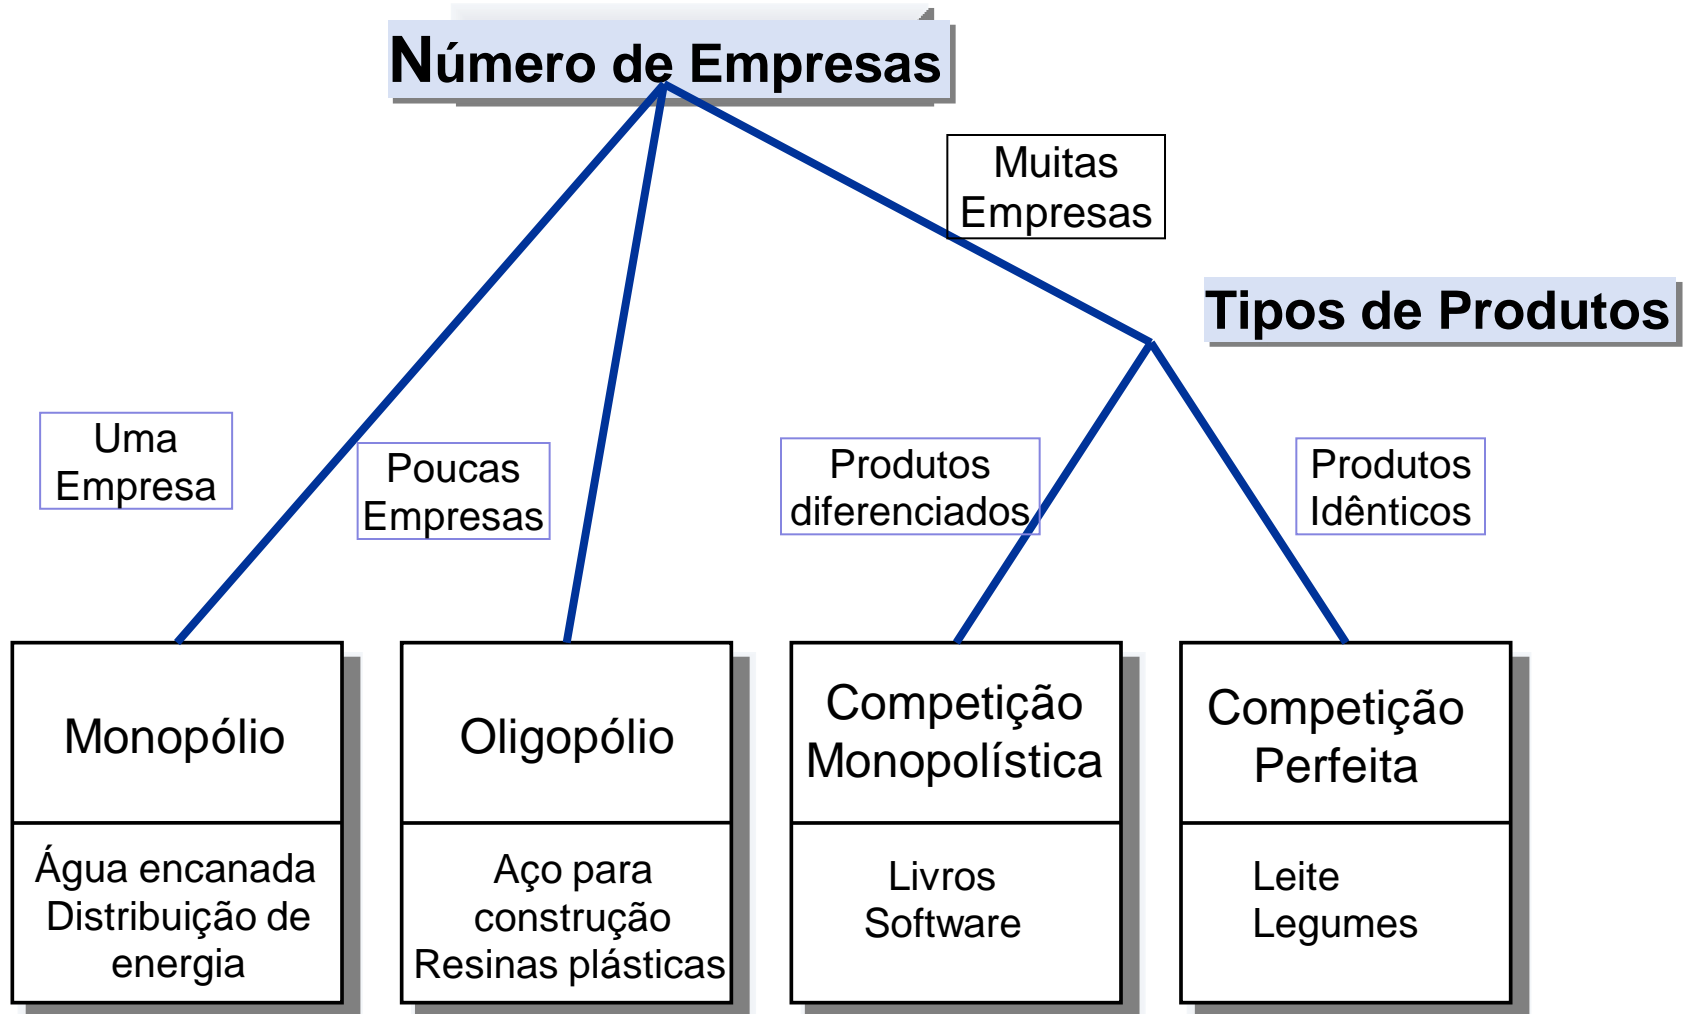 Número de Empresas
Muitas
Empresas
Tipos de Produtos
Uma
Empresa
Poucas
Empresas
Produtos
diferenciados
Produtos
Idênticos
Monopólio
Oligopólio
Competição
Monopolística
Competição
Perfeita
Água encanada
Distribuição de
energia
Aço para
construção
Resinas plásticas
Livros
Software
Leite
Legumes